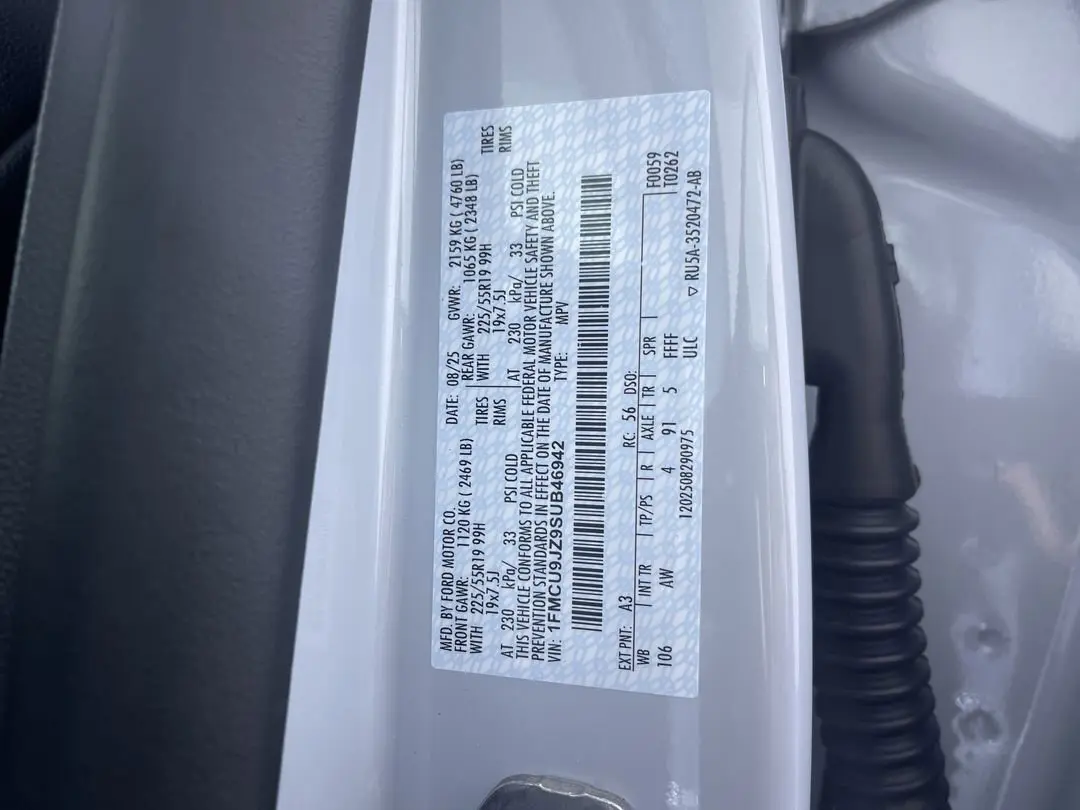 MFD. BY FORD MOTOR CO.
DATE: 08/25 GVWR: 2159 KG ( 4760 LB)
FRONT GAWR: 1120 KG ( 2469 LB) REAR GAWR: 1065 KG ( 2348 LB)
WITH 225/55R19 99H TIRES WITH 225/55R19 99H TIRES
19x7.5J RIMS 19x7.5J RIMS
AT 230 kPa/ 33 PSI COLD AT 230 kPa/ 33 PSI COLD
THIS VEHICLE CONFORMS TO ALL APPLICABLE FEDERAL MOTOR VEHICLE SAFETY AND THEFT
PREVENTION STANDARDS IN EFFECT ON THE DATE OF MANUFACTURE SHOWN ABOVE.
VIN: 1FMCU9JZ9SUB46942 TYPE: MPV
EXT PNT: A3 RC: 56 DSO: F0059
WB INT TR TP/PS R AXLE TR SPR T0262
106 AW 4 91 5 FFFF
120250829 0975 ULC ▽ RU5A-3520472-AB